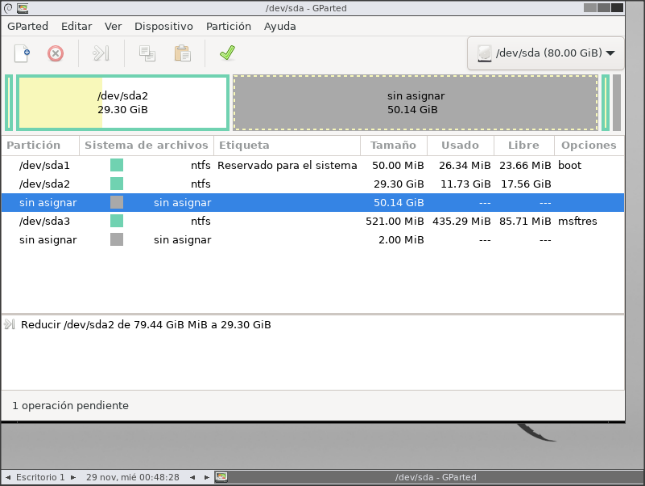 /dev/sda - GParted
GParted Editar Ver Dispositivo Partición Ayuda
/dev/sda (80.00 GiB)
/dev/sda2
29.30 GiB
sin asignar
50.14 GiB
Partición Sistema de archivos Etiqueta Tamaño Usado Libre Opciones
/dev/sda1 ntfs Reservado para el sistema 50.00 MiB 26.34 MiB 23.66 MiB boot
/dev/sda2 ntfs 29.30 GiB 11.73 GiB 17.56 GiB
sin asignar sin asignar 50.14 GiB --- ---
/dev/sda3 ntfs 521.00 MiB 435.29 MiB 85.71 MiB msftres
sin asignar sin asignar 2.00 MiB --- ---
Reducir /dev/sda2 de 79.44 GiB MiB a 29.30 GiB
1 operación pendiente
Escritorio 1 29 nov, mié 00:48:28 /dev/sda - GParted